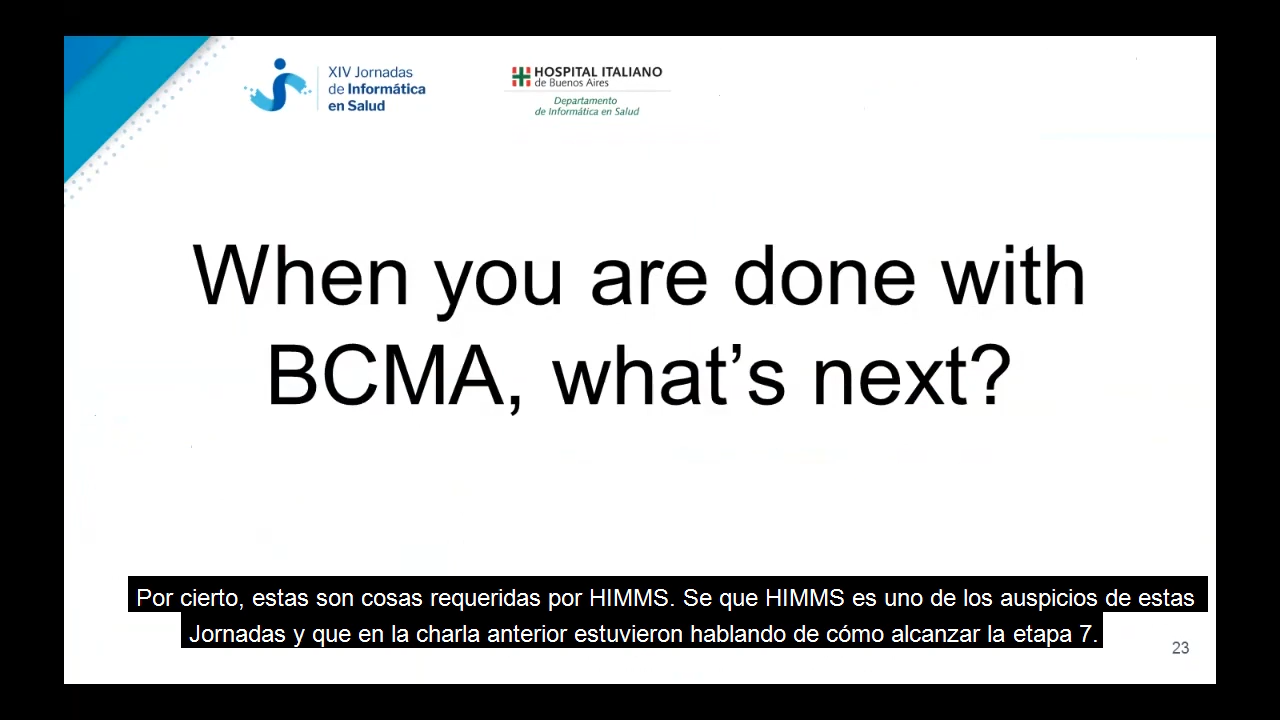 XIV Jornadas
de Informática
en Salud
HOSPITAL ITALIANO
de Buenos Aires
Departamento
de Informática en Salud
When you are done with
BCMA, what’s next?
Por cierto, estas son cosas requeridas por HIMMS. Se que HIMMS es uno de los auspicios de estas
Jornadas y que en la charla anterior estuvieron hablando de cómo alcanzar la etapa 7.
23